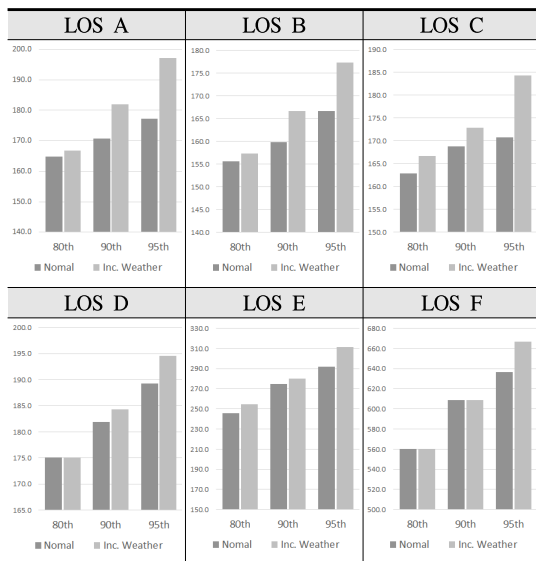 LOS A
LOS B
LOS C
200.0
190.0
180.0
170.0
160.0
150.0
140.0
80th 90th 95th
Nomal Inc. Weather
180.0
175.0
170.0
165.0
160.0
155.0
150.0
145.0
140.0
80th 90th 95th
Nomal Inc. Weather
190.0
185.0
180.0
175.0
170.0
165.0
160.0
155.0
150.0
80th 90th 95th
Nomal Inc. Weather
LOS D
LOS E
LOS F
200.0
195.0
190.0
185.0
180.0
175.0
170.0
165.0
80th 90th 95th
Nomal Inc. Weather
330.0
310.0
290.0
270.0
250.0
230.0
210.0
190.0
170.0
150.0
80th 90th 95th
Nomal Inc. Weather
680.0
660.0
640.0
620.0
600.0
580.0
560.0
540.0
520.0
500.0
80th 90th 95th
Nomal Inc. Weather